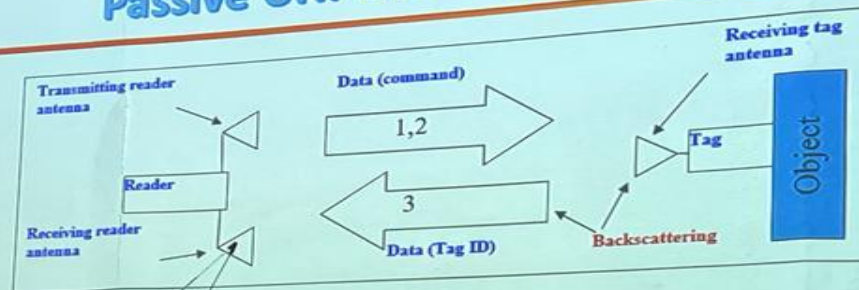 Passive
Transmitting reader
antenna
Data (command)
Receiving tag
antenna
1,2
Tag
Object
Reader
3
Receiving reader
antenna
Data (Tag ID)
Backscattering